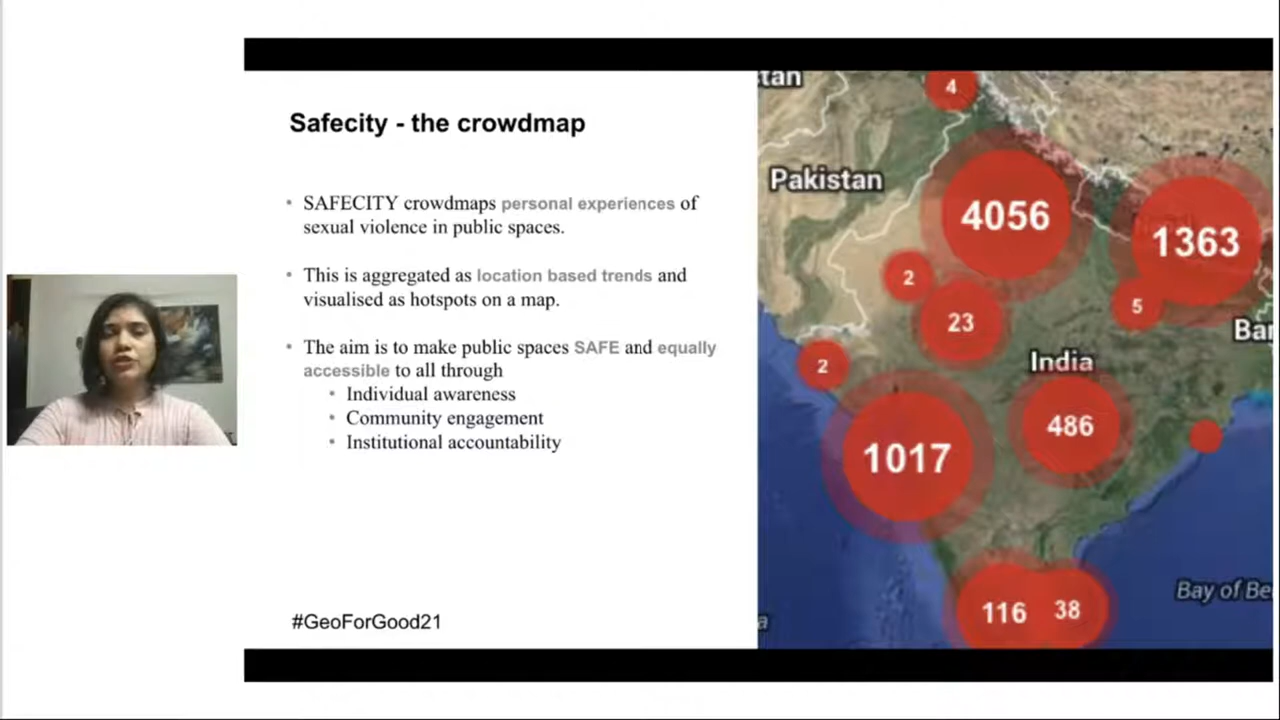 Safecity - the crowdmap
• SAFECITY crowdmaps personal experiences of
sexual violence in public spaces.
• This is aggregated as location based trends and
visualised as hotspots on a map.
• The aim is to make public spaces SAFE and equally
accessible to all through
• Individual awareness
• Community engagement
• Institutional accountability
#GeoForGood21
tan
4
Pakistan
4056
1363
2
5
23
Ban
India
2
486
1017
Bay of Be
116
38
a